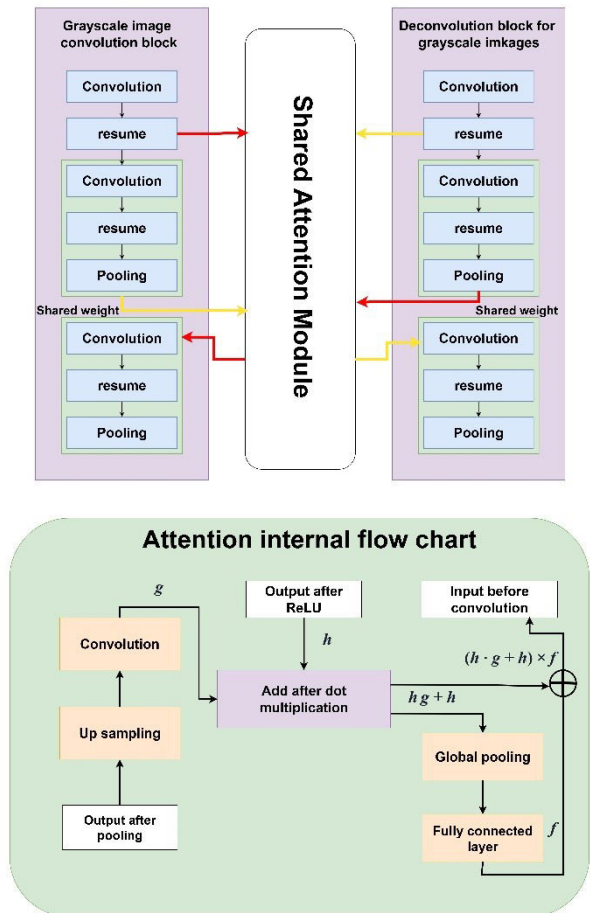 Grayscale image
convolution block
Convolution
resume
Convolution
resume
Pooling
Shared weight
Convolution
resume
Pooling
Shared Attention Module
Deconvolution block for
grayscale imkages
Convolution
resume
Convolution
resume
Pooling
Shared weight
Convolution
resume
Pooling
Attention internal flow chart
g
Convolution
Up sampling
Output after
pooling
Output after
ReLU
h
Add after dot
multiplication
Input before
convolution
(h · g + h) × f
h g + h
Global pooling
Fully connected
layer
f